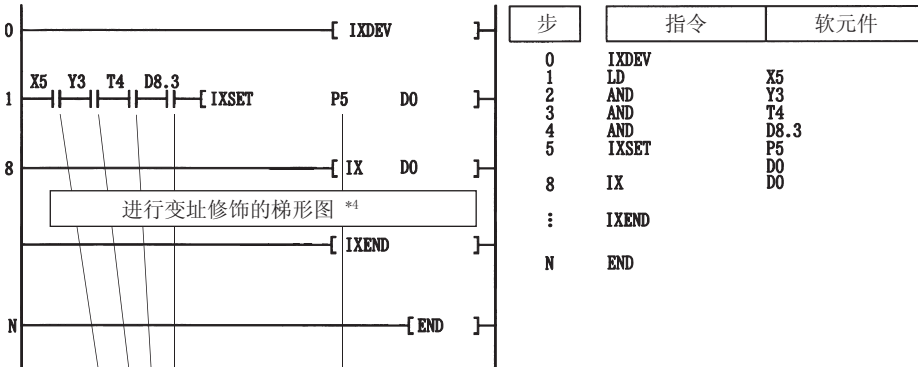 0 [ IXDEV ]
X5 Y3 T4 D8.3
1 [ IXSET P5 D0 ]
8 [ IX D0 ]
进行变址修饰的梯形图 *4
[ IXEND ]
N [ END ]
步 指令 软元件
0 IXDEV
1 LD X5
2 AND Y3
3 AND T4
4 AND D8.3
5 IXSET P5
D0
8 IX D0
⋮ IXEND
N END